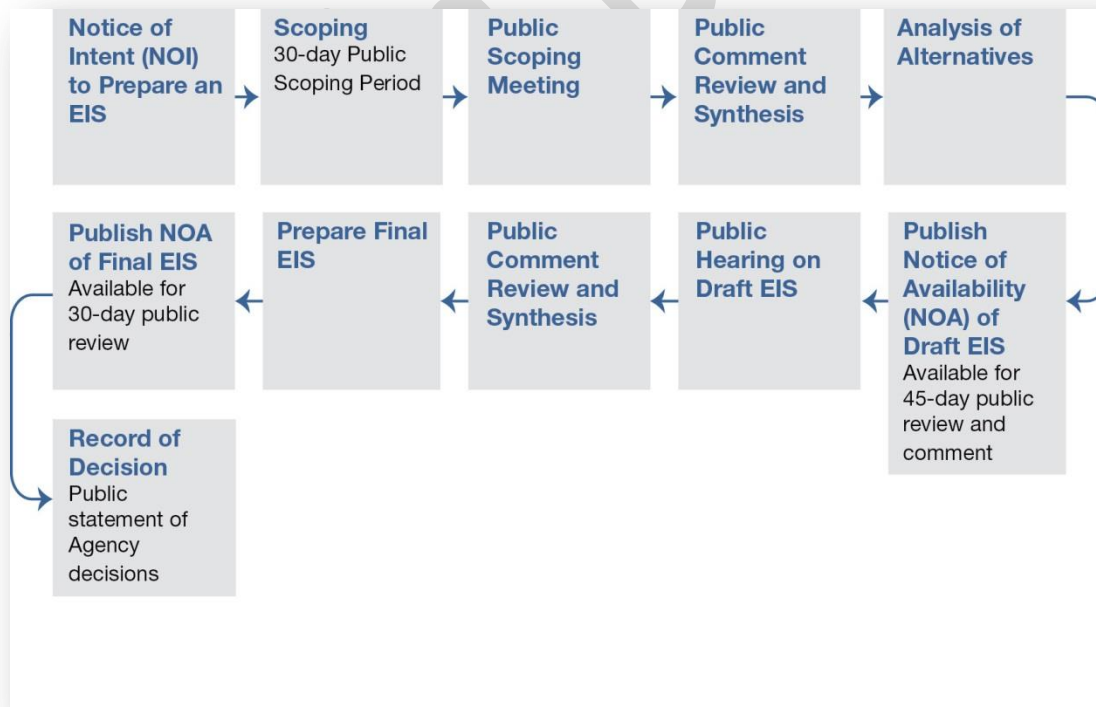 Notice of
Intent (NOI)
to Prepare an
EIS
Scoping
30-day Public
Scoping Period
Public
Scoping
Meeting
Public
Comment
Review and
Synthesis
Analysis of
Alternatives
Publish
Notice of
Availability
(NOA) of
Draft EIS
Available for
45-day public
review and
comment
Public
Hearing on
Draft EIS
Public
Comment
Review and
Synthesis
Prepare Final
EIS
Publish NOA
of Final EIS
Available for
30-day public
review
Record of
Decision
Public
statement of
Agency
decisions